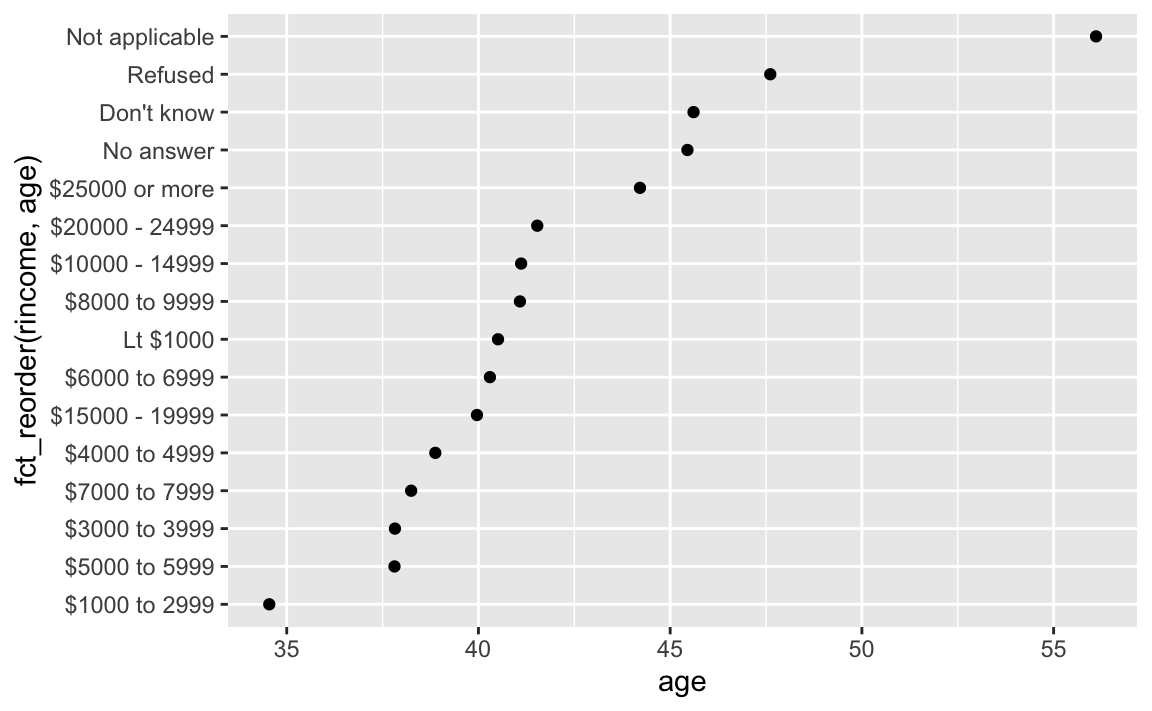 Not applicable
Refused
Don't know
No answer
$25000 or more
$20000 - 24999
$10000 - 14999
$8000 to 9999
Lt $1000
$6000 to 6999
$15000 - 19999
$4000 to 4999
$7000 to 7999
$3000 to 3999
$5000 to 5999
$1000 to 2999
fct_reorder(rincome, age)
35 40 45 50 55
age